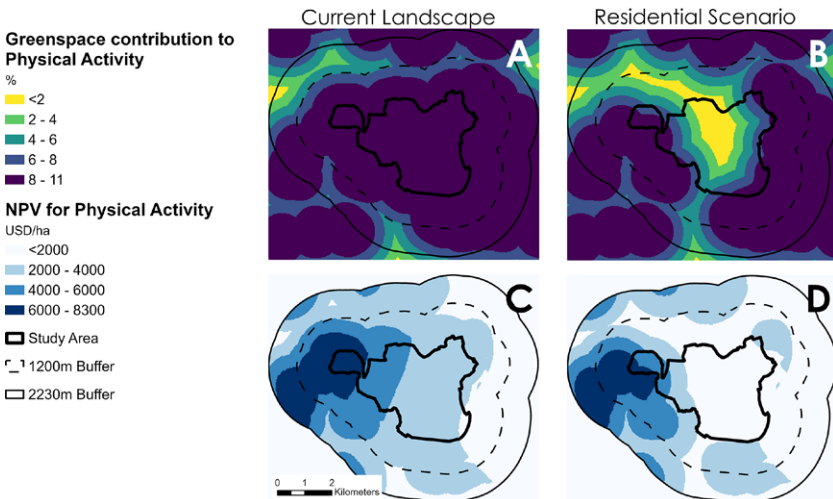 Current Landscape
Residential Scenario
Greenspace contribution to
Physical Activity
%
<2
2 - 4
4 - 6
6 - 8
8 - 11
NPV for Physical Activity
USD/ha
<2000
2000 - 4000
4000 - 6000
6000 - 8300
Study Area
1200m Buffer
2230m Buffer
A
B
C
D
0 1 2
Kilometers